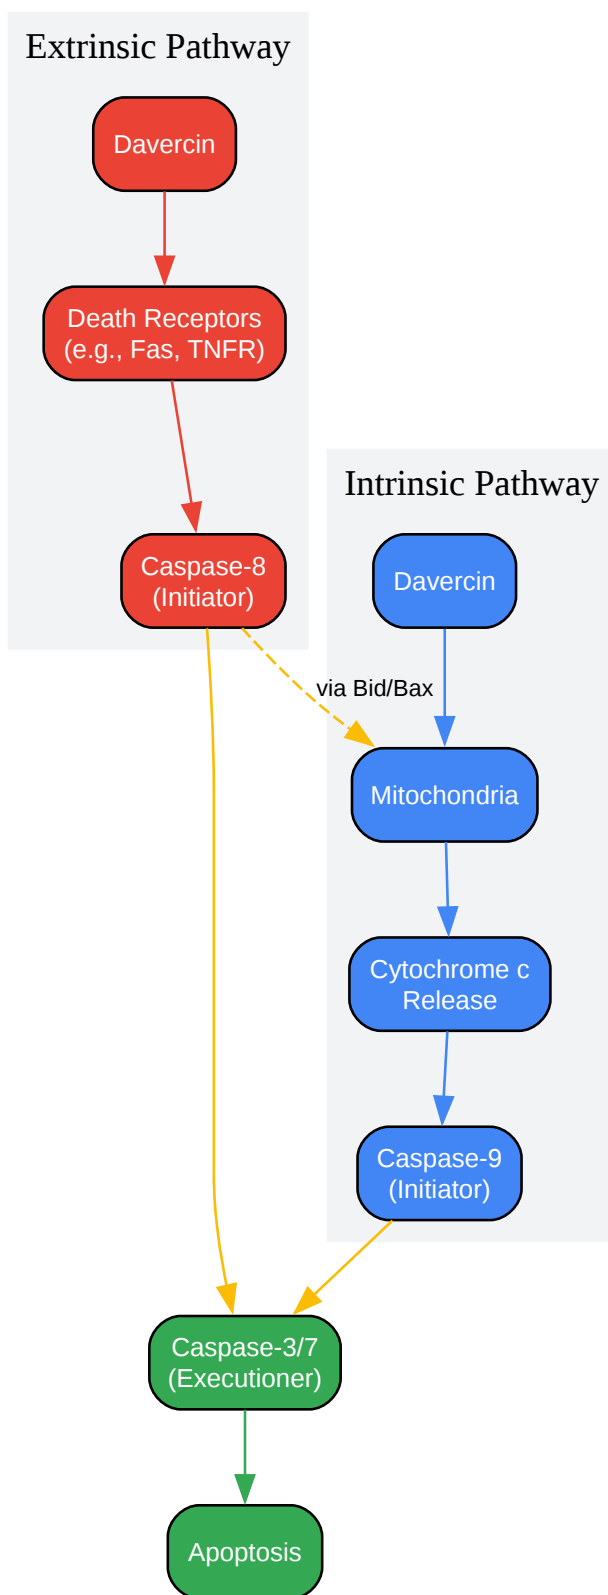 Extrinsic Pathway
Davercin
Death Receptors
(e.g., Fas, TNFR)
Caspase-8
(Initiator)
Intrinsic Pathway
Davercin
via Bid/Bax
Mitochondria
Cytochrome c
Release
Caspase-9
(Initiator)
Caspase-3/7
(Executioner)
Apoptosis